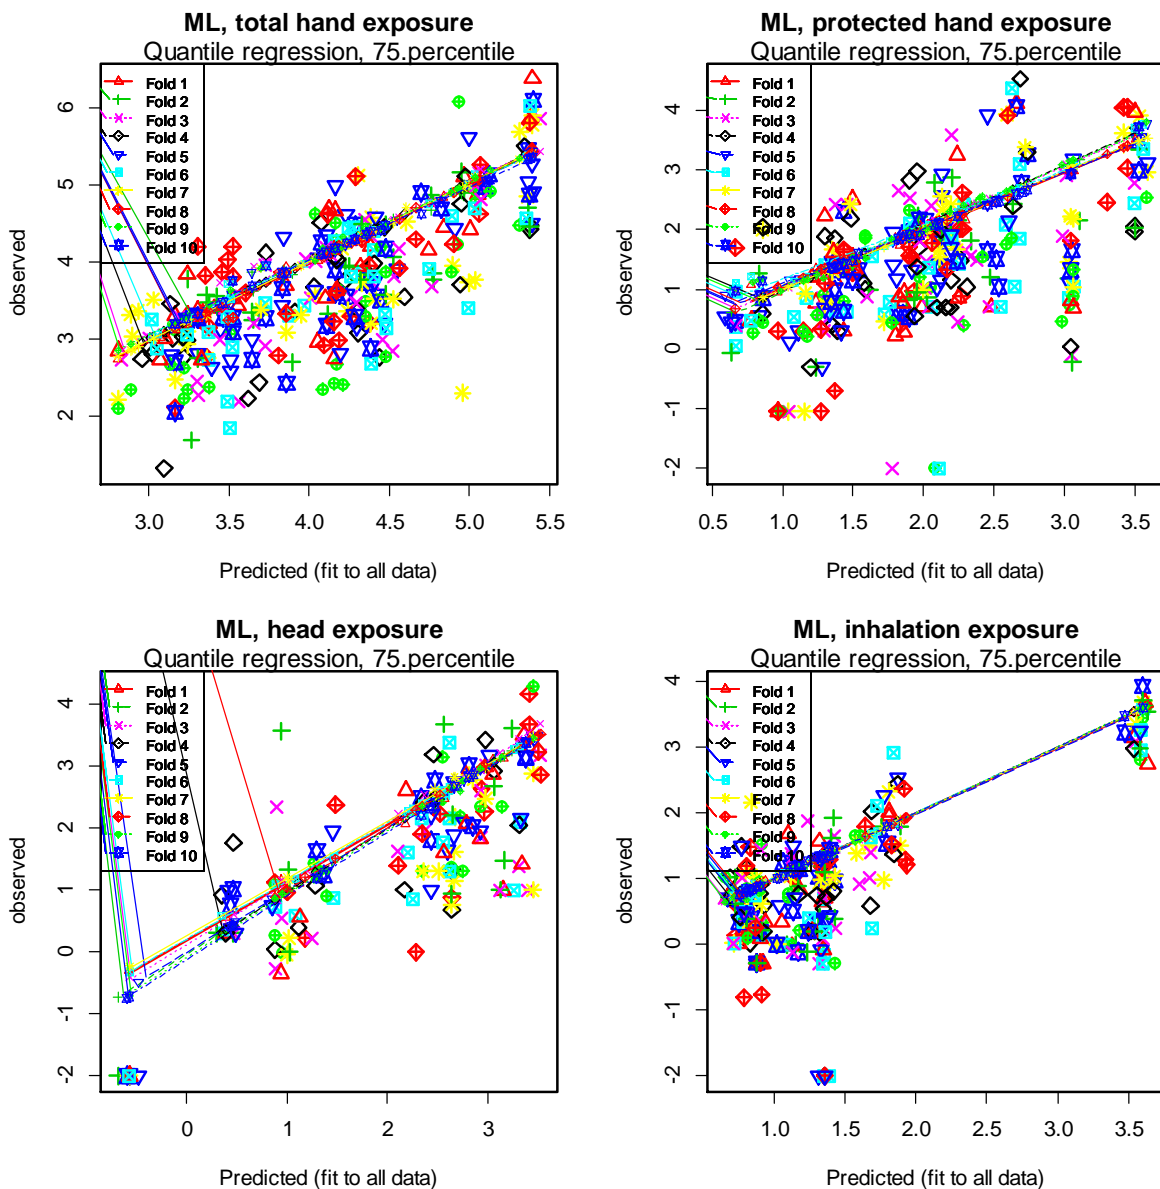 ML, total hand exposure
Quantile regression, 75.percentile
Fold 1
Fold 2
Fold 3
Fold 4
Fold 5
Fold 6
Fold 7
Fold 8
Fold 9
Fold 10
observed
6
5
4
3
2
3.0 3.5 4.0 4.5 5.0 5.5
Predicted (fit to all data)
ML, protected hand exposure
Quantile regression, 75.percentile
Fold 1
Fold 2
Fold 3
Fold 4
Fold 5
Fold 6
Fold 7
Fold 8
Fold 9
Fold 10
observed
4
3
2
1
0
-1
-2
0.5 1.0 1.5 2.0 2.5 3.0 3.5
Predicted (fit to all data)
ML, head exposure
Quantile regression, 75.percentile
Fold 1
Fold 2
Fold 3
Fold 4
Fold 5
Fold 6
Fold 7
Fold 8
Fold 9
Fold 10
observed
4
3
2
1
0
-1
-2
0 1 2 3
Predicted (fit to all data)
ML, inhalation exposure
Quantile regression, 75.percentile
Fold 1
Fold 2
Fold 3
Fold 4
Fold 5
Fold 6
Fold 7
Fold 8
Fold 9
Fold 10
observed
4
3
2
1
0
-1
-2
1.0 1.5 2.0 2.5 3.0 3.5
Predicted (fit to all data)